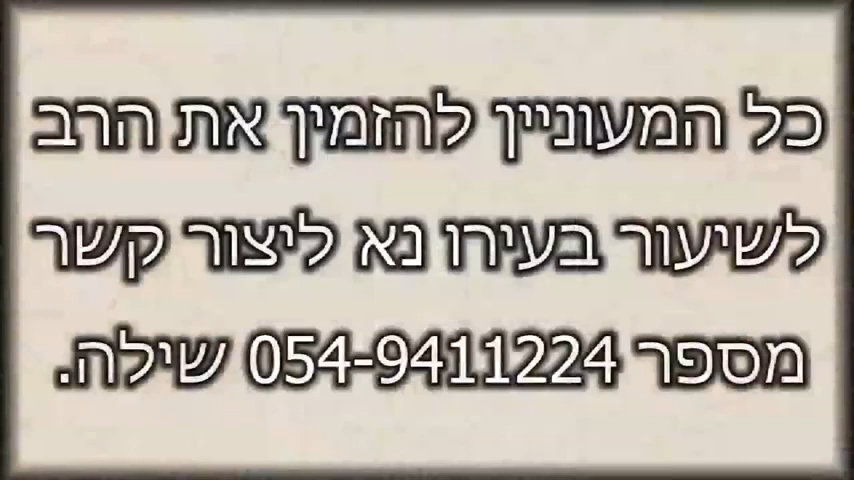 כל המעוניין להזמין את הרב
לשיעור בעירו נא ליצור קשר
מספר 054-9411224 שילה.